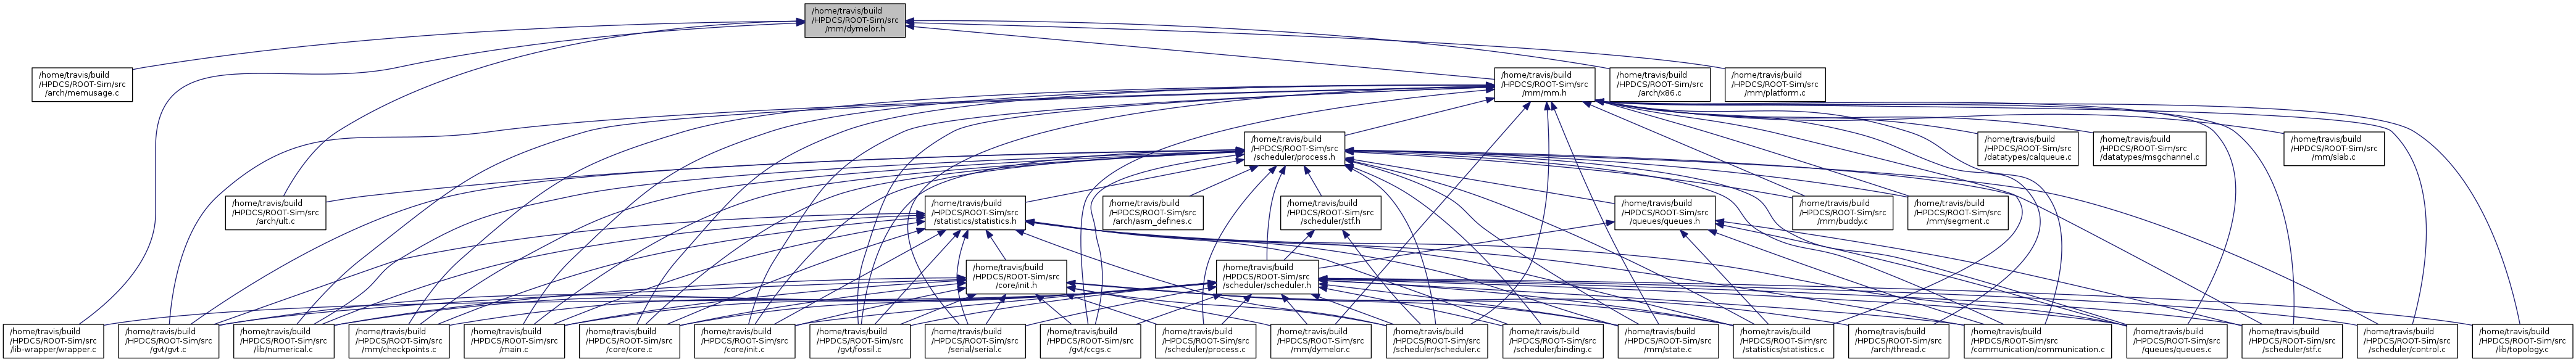 /home/travis/build
/HPDCS/ROOT-Sim/src
/mm/dymelor.h
/home/travis/build
/HPDCS/ROOT-Sim/src
/arch/memusage.c
/home/travis/build
/HPDCS/ROOT-Sim/src
/mm/mm.h
/home/travis/build
/HPDCS/ROOT-Sim/src
/arch/x86.c
/home/travis/build
/HPDCS/ROOT-Sim/src
/mm/platform.c
/home/travis/build
/HPDCS/ROOT-Sim/src
/scheduler/process.h
/home/travis/build
/HPDCS/ROOT-Sim/src
/datatypes/calqueue.c
/home/travis/build
/HPDCS/ROOT-Sim/src
/datatypes/msgchannel.c
/home/travis/build
/HPDCS/ROOT-Sim/src
/mm/slab.c
/home/travis/build
/HPDCS/ROOT-Sim/src
/arch/ult.c
/home/travis/build
/HPDCS/ROOT-Sim/src
/statistics/statistics.h
/home/travis/build
/HPDCS/ROOT-Sim/src
/arch/asm_defines.c
/home/travis/build
/HPDCS/ROOT-Sim/src
/scheduler/stf.h
/home/travis/build
/HPDCS/ROOT-Sim/src
/queues/queues.h
/home/travis/build
/HPDCS/ROOT-Sim/src
/mm/buddy.c
/home/travis/build
/HPDCS/ROOT-Sim/src
/mm/segment.c
/home/travis/build
/HPDCS/ROOT-Sim/src
/core/init.h
/home/travis/build
/HPDCS/ROOT-Sim/src
/scheduler/scheduler.h
/home/travis/build
/HPDCS/ROOT-Sim/src
/lib-wrapper/wrapper.c
/home/travis/build
/HPDCS/ROOT-Sim/src
/gvt/gvt.c
/home/travis/build
/HPDCS/ROOT-Sim/src
/lib/numerical.c
/home/travis/build
/HPDCS/ROOT-Sim/src
/mm/checkpoints.c
/home/travis/build
/HPDCS/ROOT-Sim/src
/main.c
/home/travis/build
/HPDCS/ROOT-Sim/src
/core/core.c
/home/travis/build
/HPDCS/ROOT-Sim/src
/core/init.c
/home/travis/build
/HPDCS/ROOT-Sim/src
/gvt/fossil.c
/home/travis/build
/HPDCS/ROOT-Sim/src
/serial/serial.c
/home/travis/build
/HPDCS/ROOT-Sim/src
/gvt/ccgs.c
/home/travis/build
/HPDCS/ROOT-Sim/src
/scheduler/process.c
/home/travis/build
/HPDCS/ROOT-Sim/src
/mm/dymelor.c
/home/travis/build
/HPDCS/ROOT-Sim/src
/scheduler/scheduler.c
/home/travis/build
/HPDCS/ROOT-Sim/src
/scheduler/binding.c
/home/travis/build
/HPDCS/ROOT-Sim/src
/mm/state.c
/home/travis/build
/HPDCS/ROOT-Sim/src
/statistics/statistics.c
/home/travis/build
/HPDCS/ROOT-Sim/src
/arch/thread.c
/home/travis/build
/HPDCS/ROOT-Sim/src
/communication/communication.c
/home/travis/build
/HPDCS/ROOT-Sim/src
/queues/queues.c
/home/travis/build
/HPDCS/ROOT-Sim/src
/scheduler/stf.c
/home/travis/build
/HPDCS/ROOT-Sim/src
/scheduler/control.c
/home/travis/build
/HPDCS/ROOT-Sim/src
/lib/topology.c